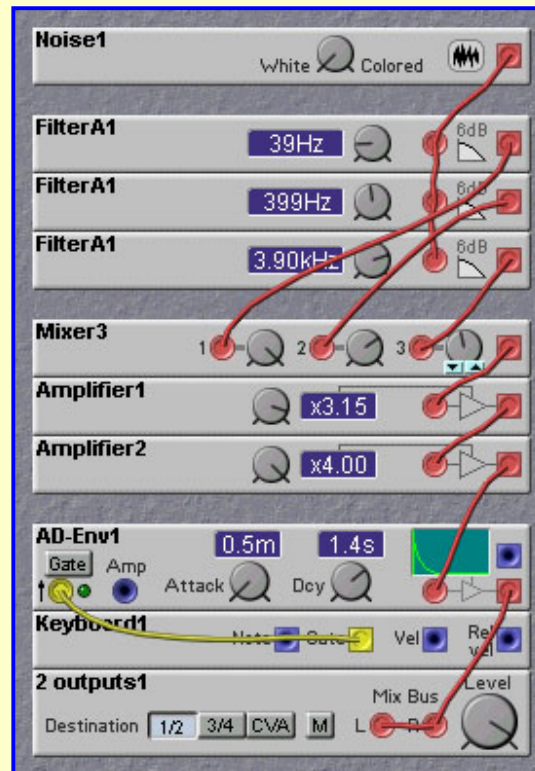 Noise1
White Colored
FilterA1
39Hz 6dB
FilterA1
399Hz 6dB
FilterA1
3.90kHz 6dB
Mixer3
1 2 3
Amplifier1
x3.15
Amplifier2
x4.00
AD-Env1
Gate Amp 0.5m 1.4s
Attack Dcy
Keyboard1
Note Gate Vel Rel vel
2 outputs1
Mix Bus Level
Destination 1/2 3/4 CVA M L R